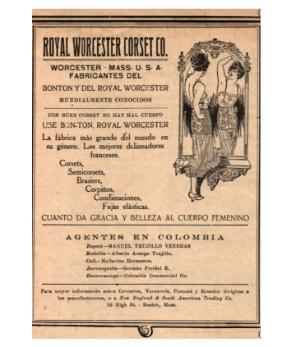 ROYAL WORCESTER CORSET CO.
WORCESTER - MASS. U. S. A.
FABRICANTES DEL
BONTON Y DEL ROYAL WORCESTER
MUNDIALMENTE CONOCIDOS
CON BUEN CORSET NO HAY MAL CUERPO
USE BON-TON, ROYAL WORCESTER
La fábrica más grande del mundo en
su género. Los mejores delineadores
franceses.
Corsets,
Semicorsets,
Brasiers,
Corpiños,
Combinaciones,
Fajas elásticas.
CUANTO DA GRACIA Y BELLEZA AL CUERPO FEMENINO
AGENTES EN COLOMBIA
Bogotá—MANUEL TRUJILLO VENEGAS
Medellín—Alberto Arango Trujillo.
Cali—Mallarino Hermanos.
Barranquilla—Germán Freidel E.
Bucaramanga—Colombia Commercial Co.
Para mayor información sobre Colombia, Venezuela, Panamá y Ecuador dirigirse a
los manufactureros, o a New England & South American Trading Co.
50 High St. - Boston, Mass.